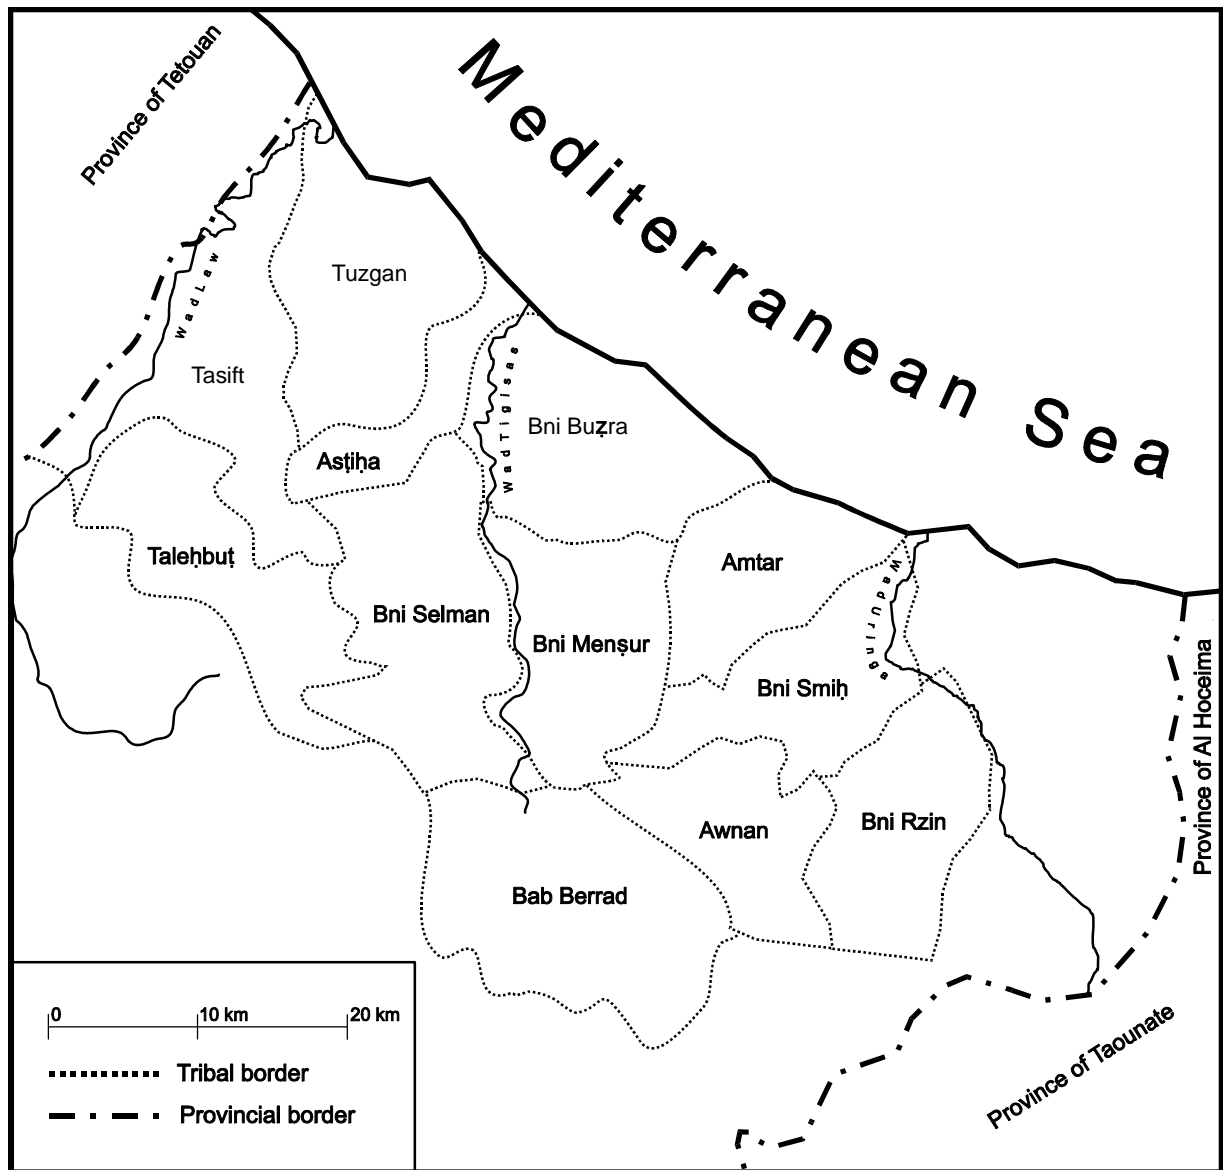 Province of Tetouan
Mediterranean Sea
Wad Law
Tuzgan
Tasift
Wad Tigisas
Bni Buẓra
Asṭiḥa
Taleḥbuṭ
Bni Selman
Bni Menṣur
Amtar
Wad Uringa
Bni Smiḥ
Province of Al Hoceima
Awnan
Bni Rzin
Bab Berrad
Province of Taounate
0 10 km 20 km
Tribal border
Provincial border